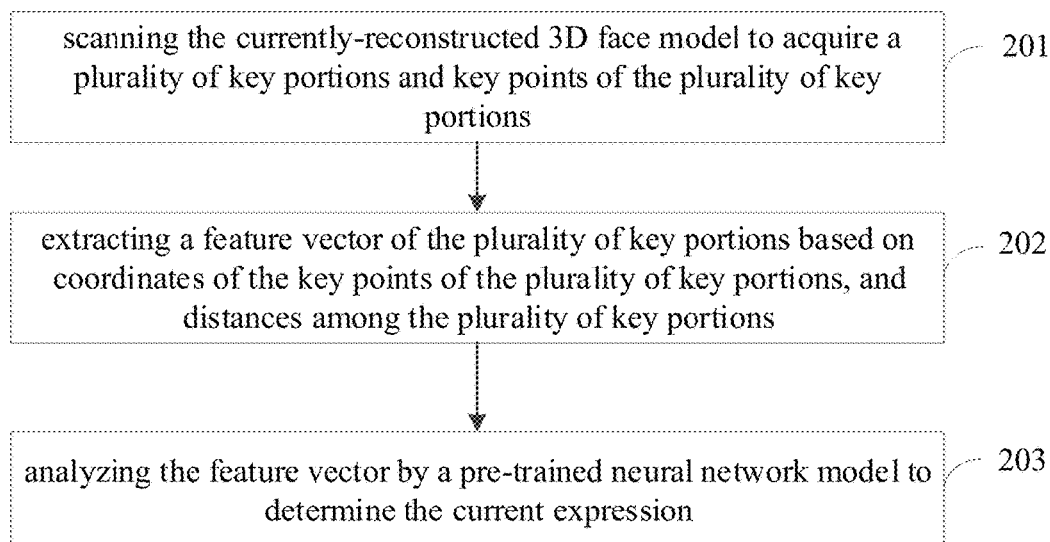 scanning the currently-reconstructed 3D face model to acquire a
plurality of key portions and key points of the plurality of key
portions
201
extracting a feature vector of the plurality of key portions based on
coordinates of the key points of the plurality of key portions, and
distances among the plurality of key portions
202
analyzing the feature vector by a pre-trained neural network model to
determine the current expression
203